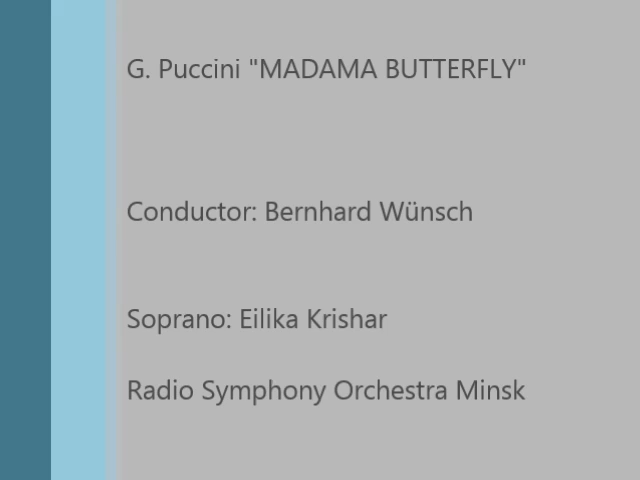 G. Puccini "MADAMA BUTTERFLY"
Conductor: Bernhard Wünsch
Soprano: Eilika Krishar
Radio Symphony Orchestra Minsk